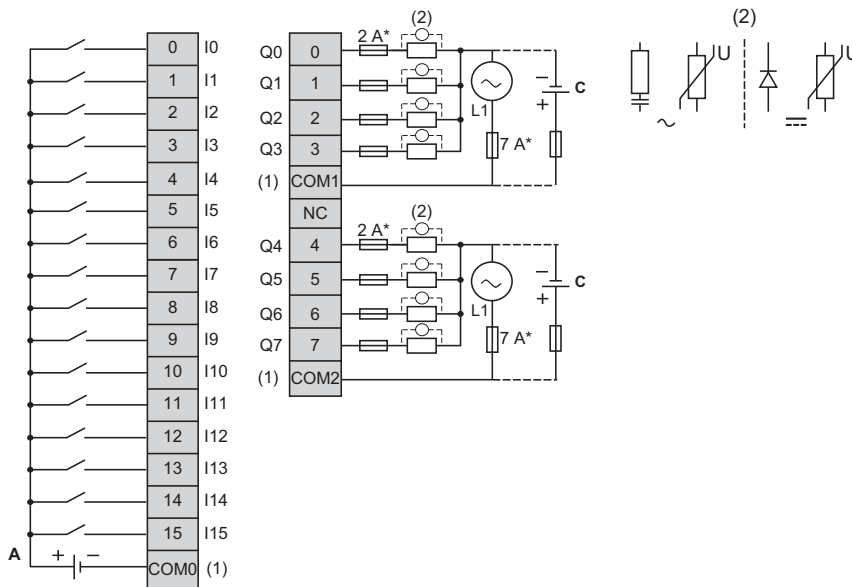 0 I0
1 I1
2 I2
3 I3
4 I4
5 I5
6 I6
7 I7
8 I8
9 I9
10 I10
11 I11
12 I12
13 I13
14 I14
15 I15
A + − COM0 (1)
(2)
2 A*
Q0 0
Q1 1
Q2 2
Q3 3
(1) COM1
L1
7 A*
− + C
NC
(2)
2 A*
Q4 4
Q5 5
Q6 6
Q7 7
(1) COM2
L1
7 A*
− + C
(2)
U
U